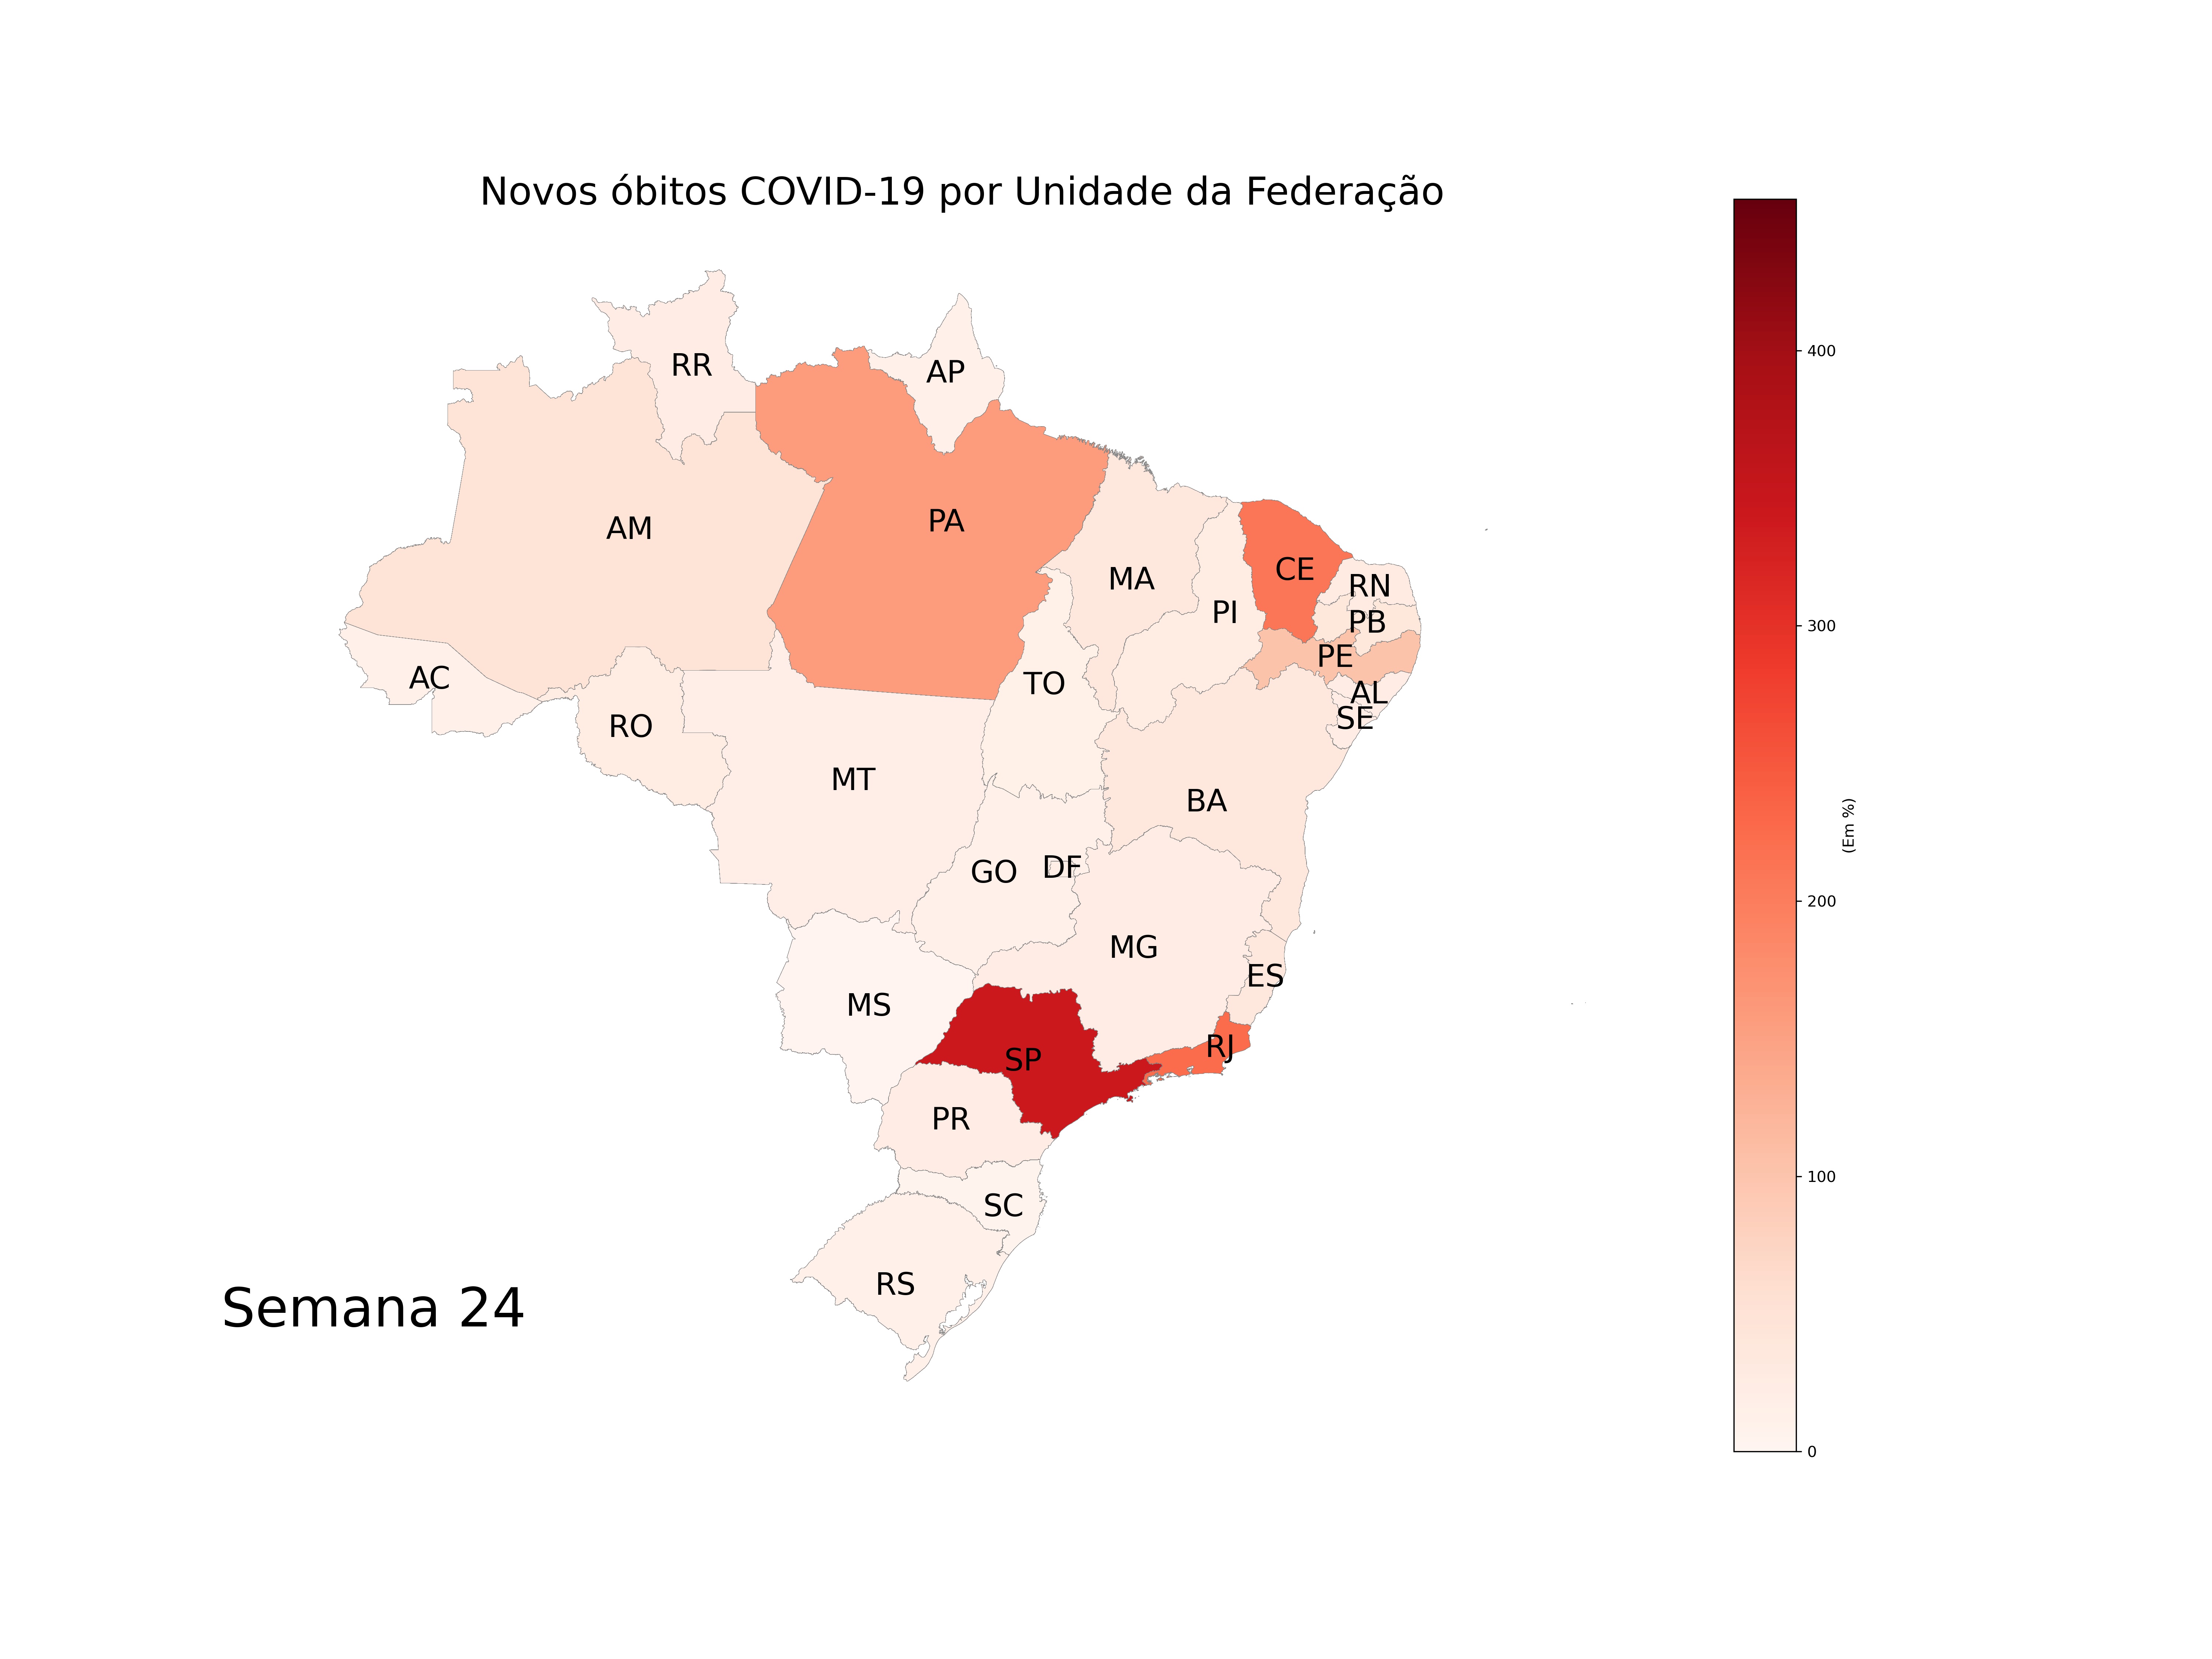 Novos óbitos COVID-19 por Unidade da Federação
RR
AP
400
AM
PA
CE
MA
RN
PI
PB
300
PE
AC
TO
AL
SE
RO
MT
BA
(Em %)
GO
DF
200
MG
ES
MS
RJ
SP
PR
100
SC
RS
Semana 24
0